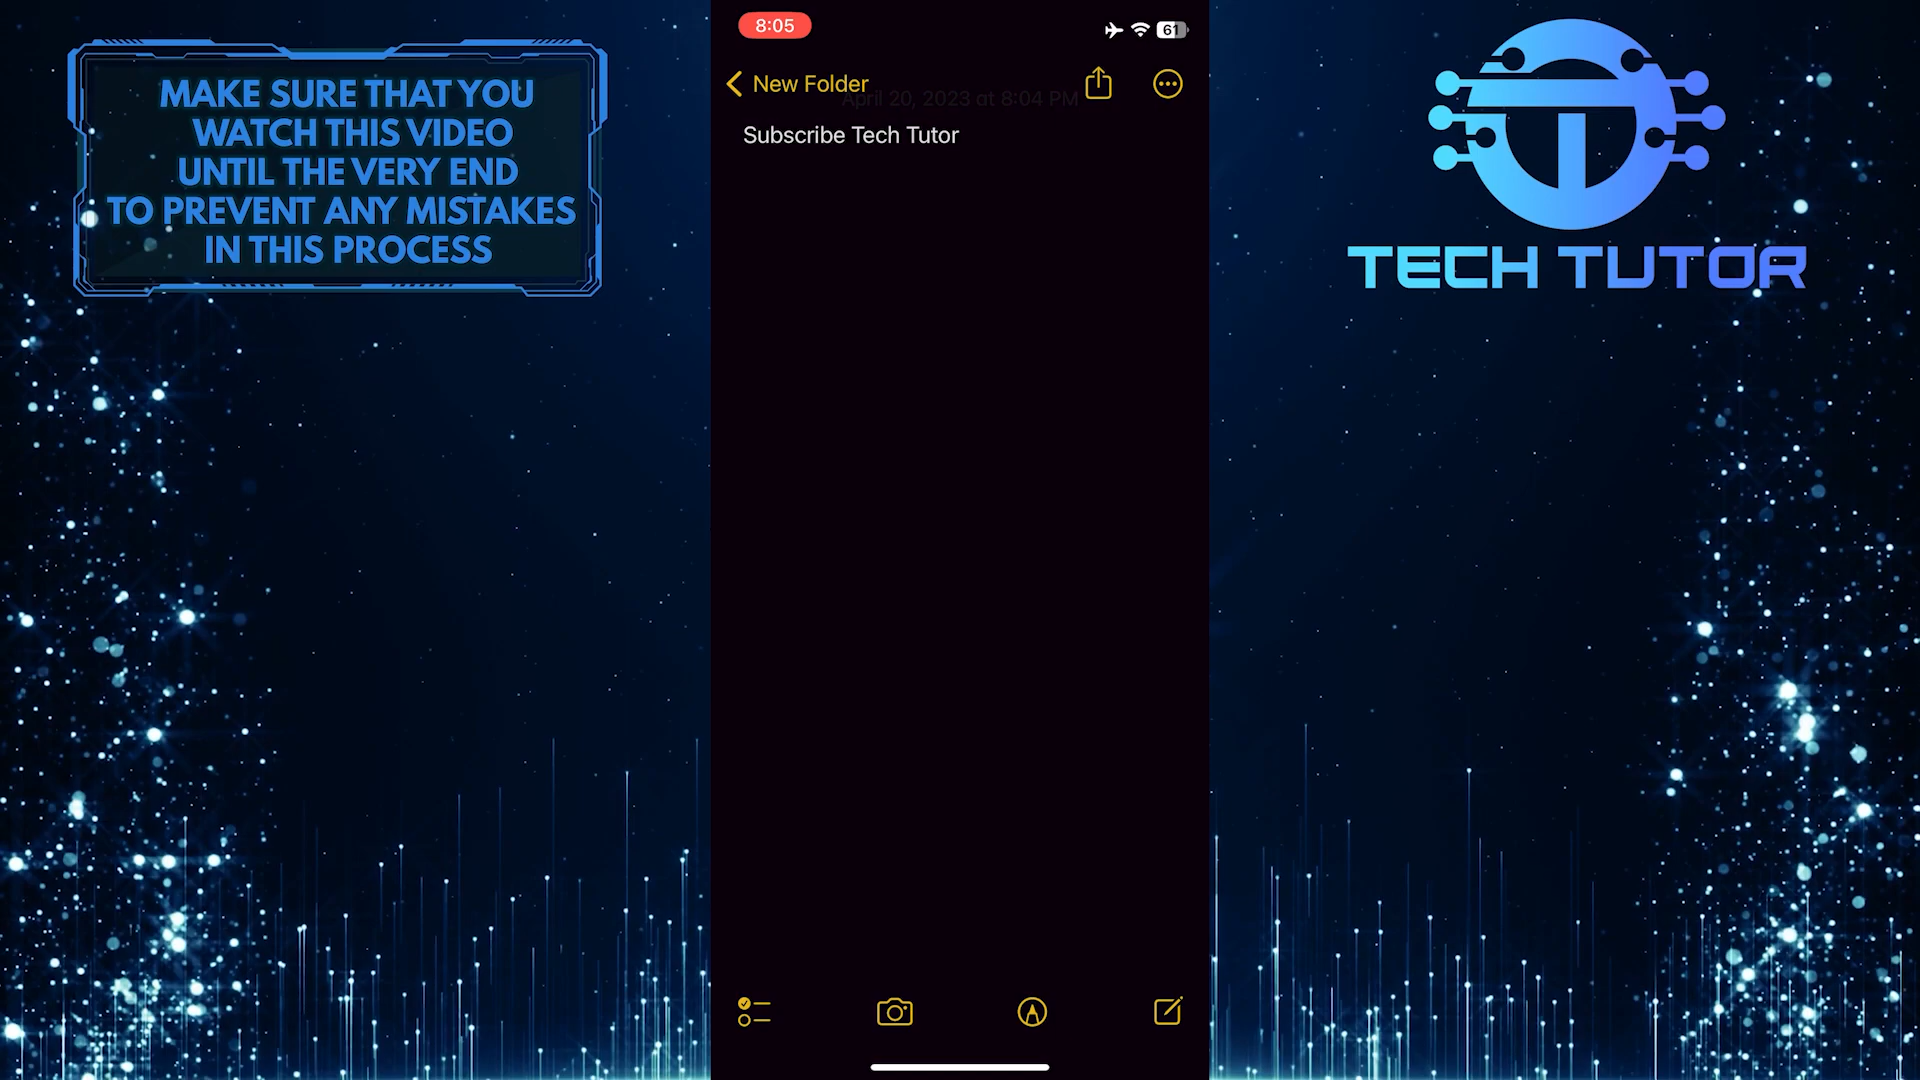 MAKE SURE THAT YOU
WATCH THIS VIDEO
UNTIL THE VERY END
TO PREVENT ANY MISTAKES
IN THIS PROCESS
8:05
61
New Folder
April 20, 2023 at 8:04 PM
Subscribe Tech Tutor
TECH TUTOR